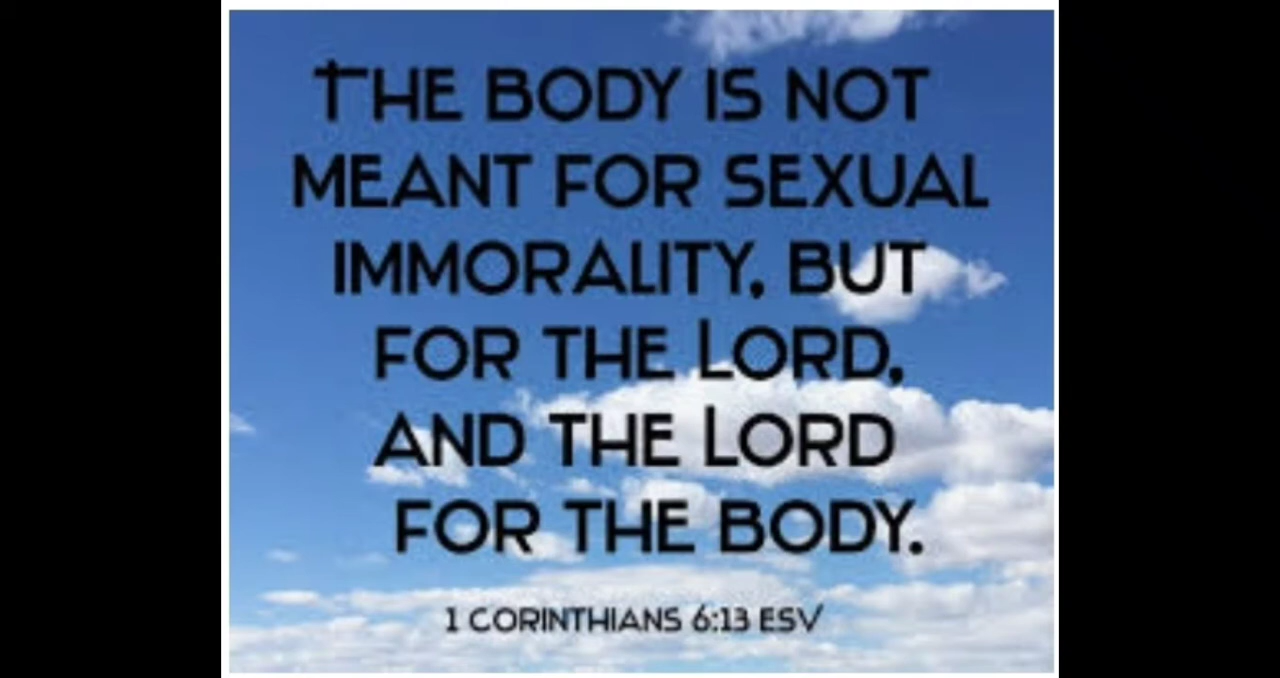 THE BODY IS NOT
MEANT FOR SEXUAL
IMMORALITY, BUT
FOR THE LORD,
AND THE LORD
FOR THE BODY.
1 CORINTHIANS 6:13 ESV